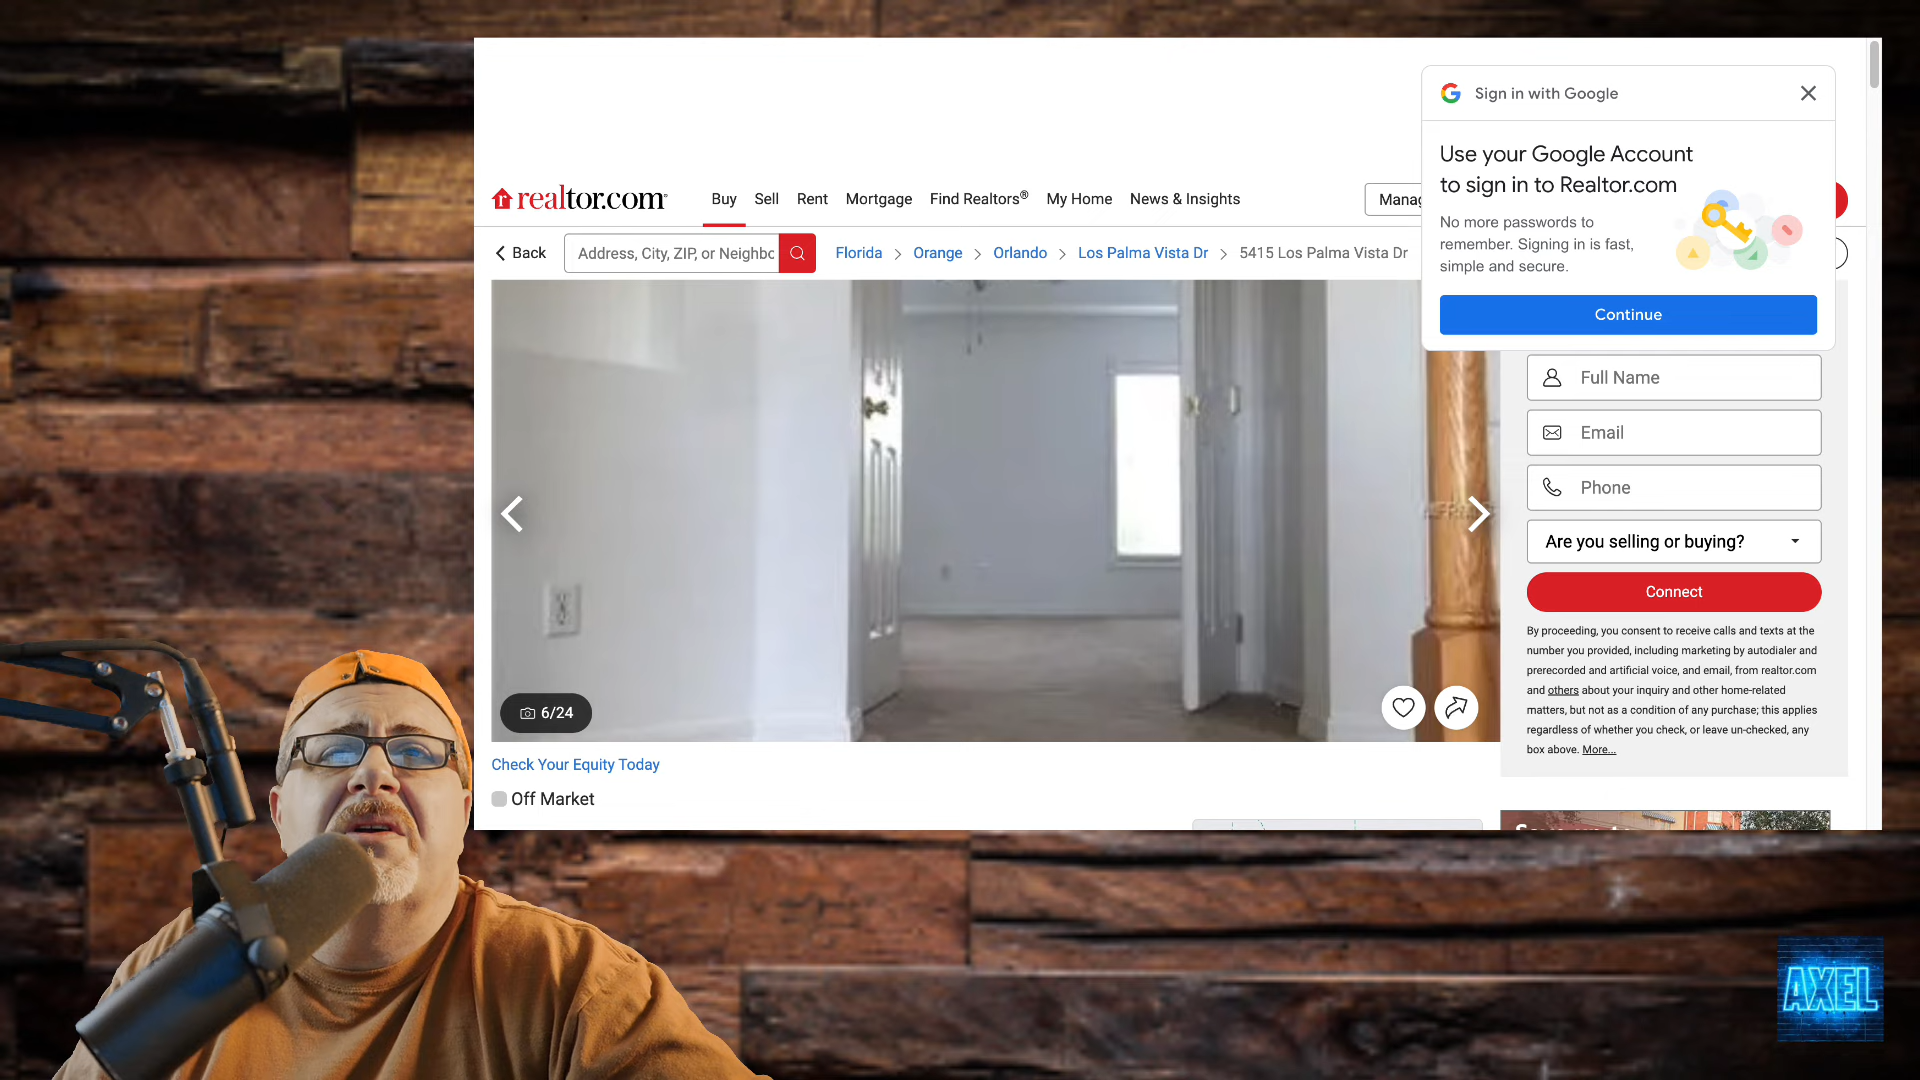 Sign in with Google
Use your Google Account
to sign in to Realtor.com
No more passwords to
remember. Signing in is fast,
simple and secure.
Continue
realtor.com
Buy Sell Rent Mortgage Find Realtors® My Home News & Insights
Manag
Back
Address, City, ZIP, or Neighbo
Florida > Orange > Orlando > Los Palma Vista Dr > 5415 Los Palma Vista Dr
Full Name
Email
Phone
Are you selling or buying?
Connect
By proceeding, you consent to receive calls and texts at the
number you provided, including marketing by autodialer and
prerecorded and artificial voice, and email, from realtor.com
and others about your inquiry and other home-related
matters, but not as a condition of any purchase; this applies
regardless of whether you check, or leave un-checked, any
box above. More...
6/24
Check Your Equity Today
Off Market
AXEL